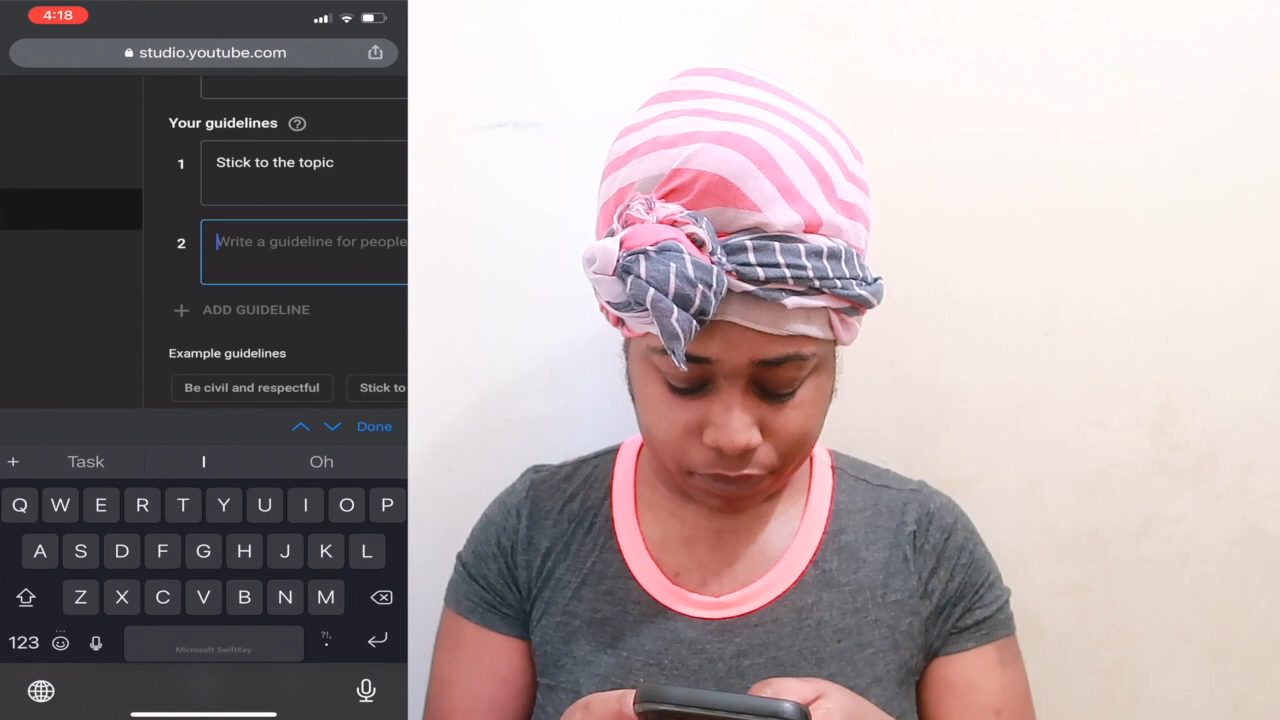 4:18
studio.youtube.com
Your guidelines ?
1 Stick to the topic
2 Write a guideline for people
+ ADD GUIDELINE
Example guidelines
Be civil and respectful Stick to
Done
+ Task I Oh
Q W E R T Y U I O P
A S D F G H J K L
Z X C V B N M
123 Microsoft SwiftKey ?!, .